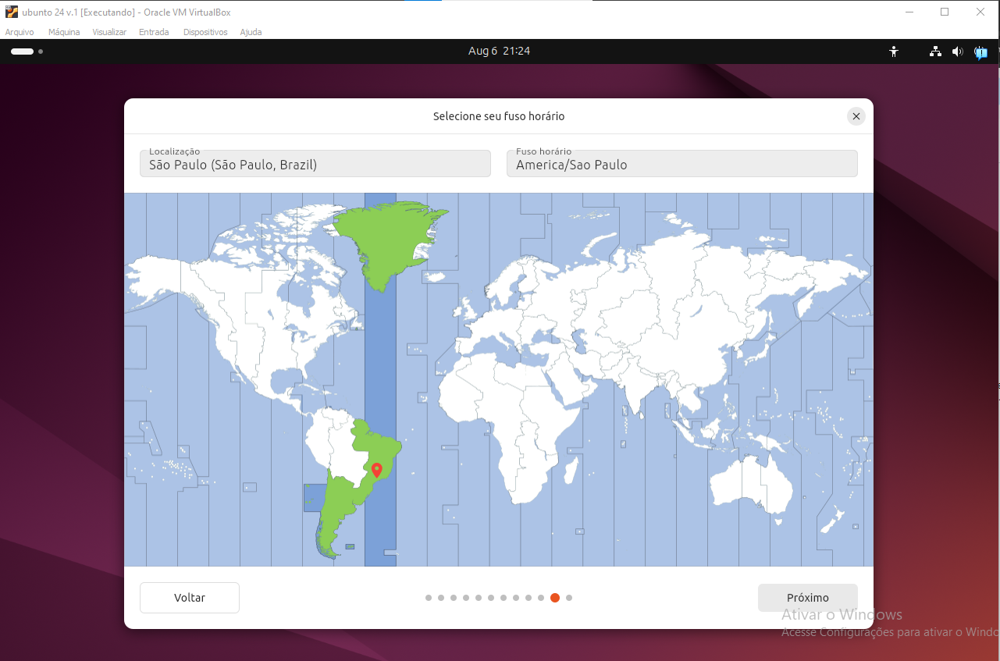 ubunto 24 v.1 [Executando] - Oracle VM VirtualBox
Arquivo Máquina Visualizar Entrada Dispositivos Ajuda
Aug 6 21:24
Selecione seu fuso horário
Localização
São Paulo (São Paulo, Brazil)
Fuso horário
America/Sao Paulo
Voltar
Próximo
Ativar o Windows
Acesse Configurações para ativar o Windo